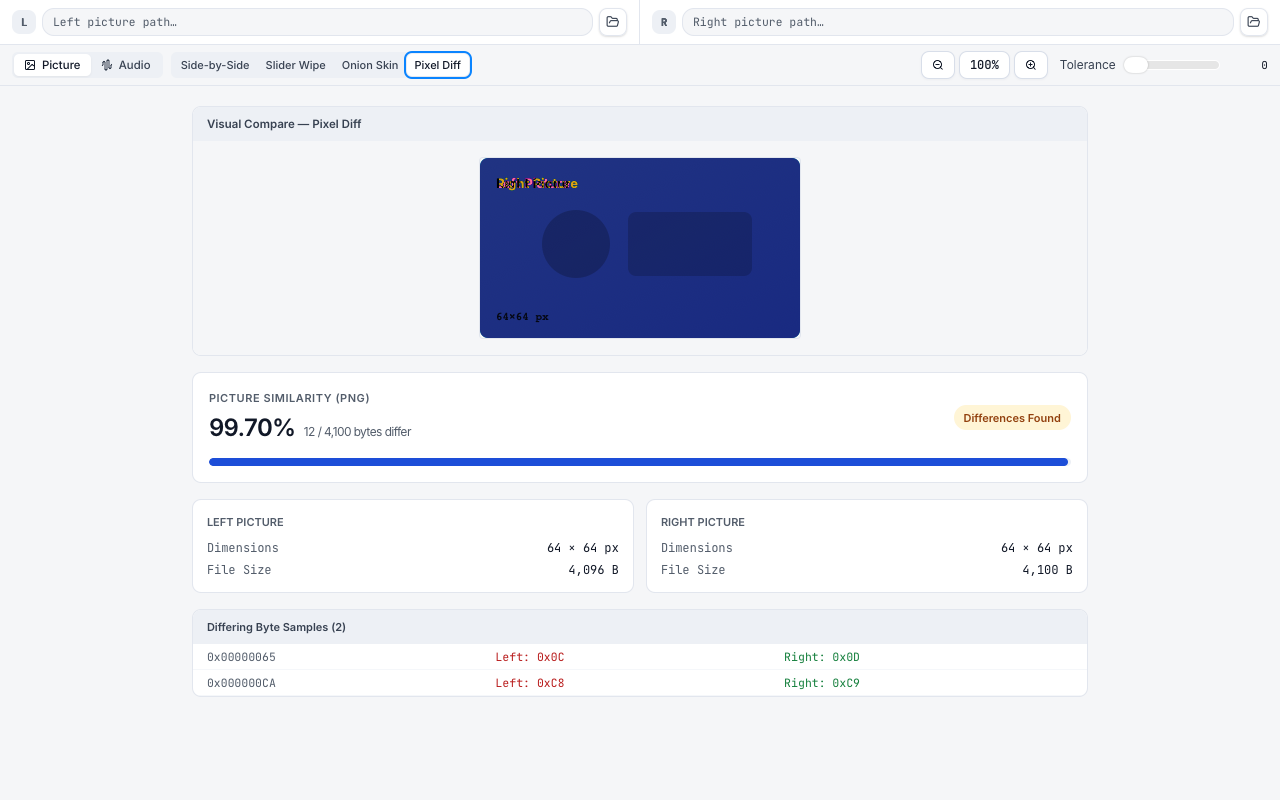 L Left picture path… R Right picture path…
Picture Audio Side-by-Side Slider Wipe Onion Skin Pixel Diff 100% Tolerance 0
Visual Compare — Pixel Diff
64×64 px
PICTURE SIMILARITY (PNG)
99.70% 12 / 4,100 bytes differ
Differences Found
LEFT PICTURE
Dimensions 64 × 64 px
File Size 4,096 B
RIGHT PICTURE
Dimensions 64 × 64 px
File Size 4,100 B
Differing Byte Samples (2)
0x00000065 Left: 0x0C Right: 0x0D
0x000000CA Left: 0xC8 Right: 0xC9